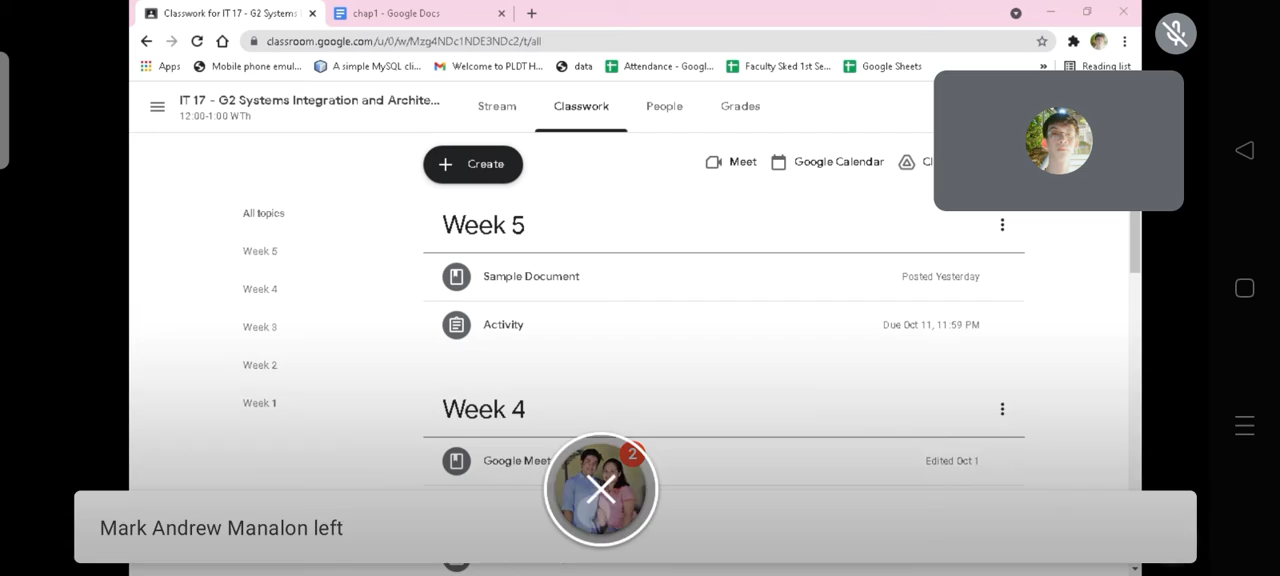 Classwork for IT 17 - G2 Systems
chap1 - Google Docs
classroom.google.com/u/0/w/Mzg4NDc1NDE3NDc2/t/all
Apps Mobile phone emul... A simple MySQL cli... Welcome to PLDT H... data Attendance - Googl... Faculty Sked 1st Se... Google Sheets » Reading list
IT 17 - G2 Systems Integration and Archite...
12:00-1:00 WTh
Stream Classwork People Grades
+ Create
Meet Google Calendar Cl
All topics
Week 5
Week 4
Week 3
Week 2
Week 1
Week 5
Sample Document Posted Yesterday
Activity Due Oct 11, 11:59 PM
Week 4
Google Meet Edited Oct 1
2
Mark Andrew Manalon left